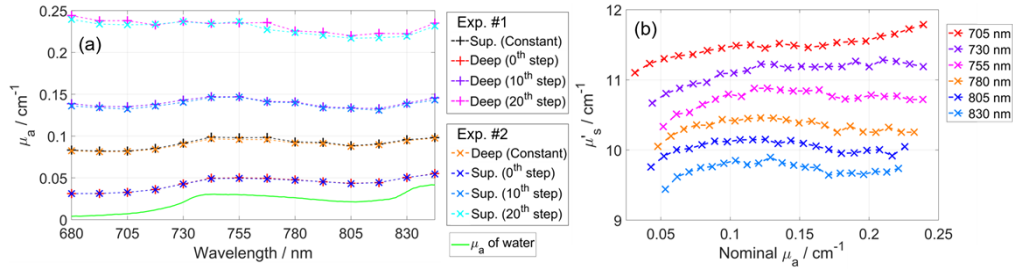 (a)
μa / cm-1
0.25
0.2
0.15
0.1
0.05
0
680
705
730
755
780
805
830
Wavelength / nm
Exp. #1
Sup. (Constant)
Deep (0th step)
Deep (10th step)
Deep (20th step)
Exp. #2
Deep (Constant)
Sup. (0th step)
Sup. (10th step)
Sup. (20th step)
μa of water
(b)
μ's / cm-1
12
11
10
9
0.05
0.1
0.15
0.2
0.25
Nominal μa / cm-1
705 nm
730 nm
755 nm
780 nm
805 nm
830 nm